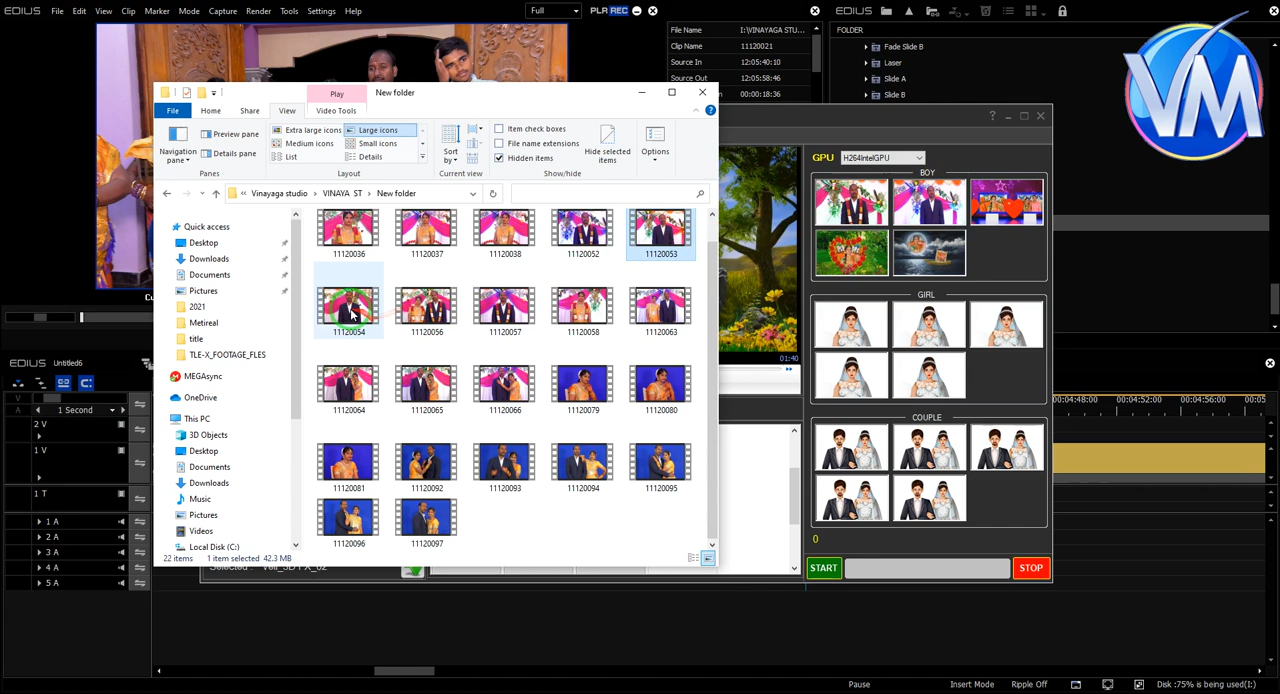 EDIUS File Edit View Clip Marker Mode Capture Render Tools Settings Help Full PLR REC EDIUS
File Name I:\VINAYAGA STU...
Clip Name 11120021
Source In 12:05:40:10
Source Out 12:05:58:46
00:00:18:36
FOLDER
Fade Slide B
Laser
Slide A
Slide B
VM
Play New folder
File Home Share View Video Tools
Navigation pane
Preview pane
Details pane
Extra large icons Large icons
Medium icons Small icons
List Details
Sort by
Item check boxes
File name extensions
Hidden items
Hide selected items
Options
Layout Current view Show/hide
« Vinayaga studio > VINAYA_ST > New folder
Quick access
Desktop
Downloads
Documents
Pictures
2021
Metireal
title
TLE-X_FOOTAGE_FLES
MEGAsync
OneDrive
This PC
3D Objects
Desktop
Documents
Downloads
Music
Pictures
Videos
Local Disk (C:)
11120036 11120037 11120038 11120052 11120053
11120054 11120056 11120057 11120058 11120063
11120064 11120065 11120066 11120079 11120080
11120081 11120092 11120093 11120094 11120095
11120096 11120097
22 items 1 item selected 42.3 MB
GPU H264IntelGPU
BOY
GIRL
COUPLE
0
START STOP
01:40
EDIUS Untitled6
V
A
1 Second
2 V
1 V
1 T
1 A
2 A
3 A
4 A
5 A
00:04:48:00 00:04:52:00 00:04:56:00
Pause Insert Mode Ripple Off Disk :75% is being used(I:)